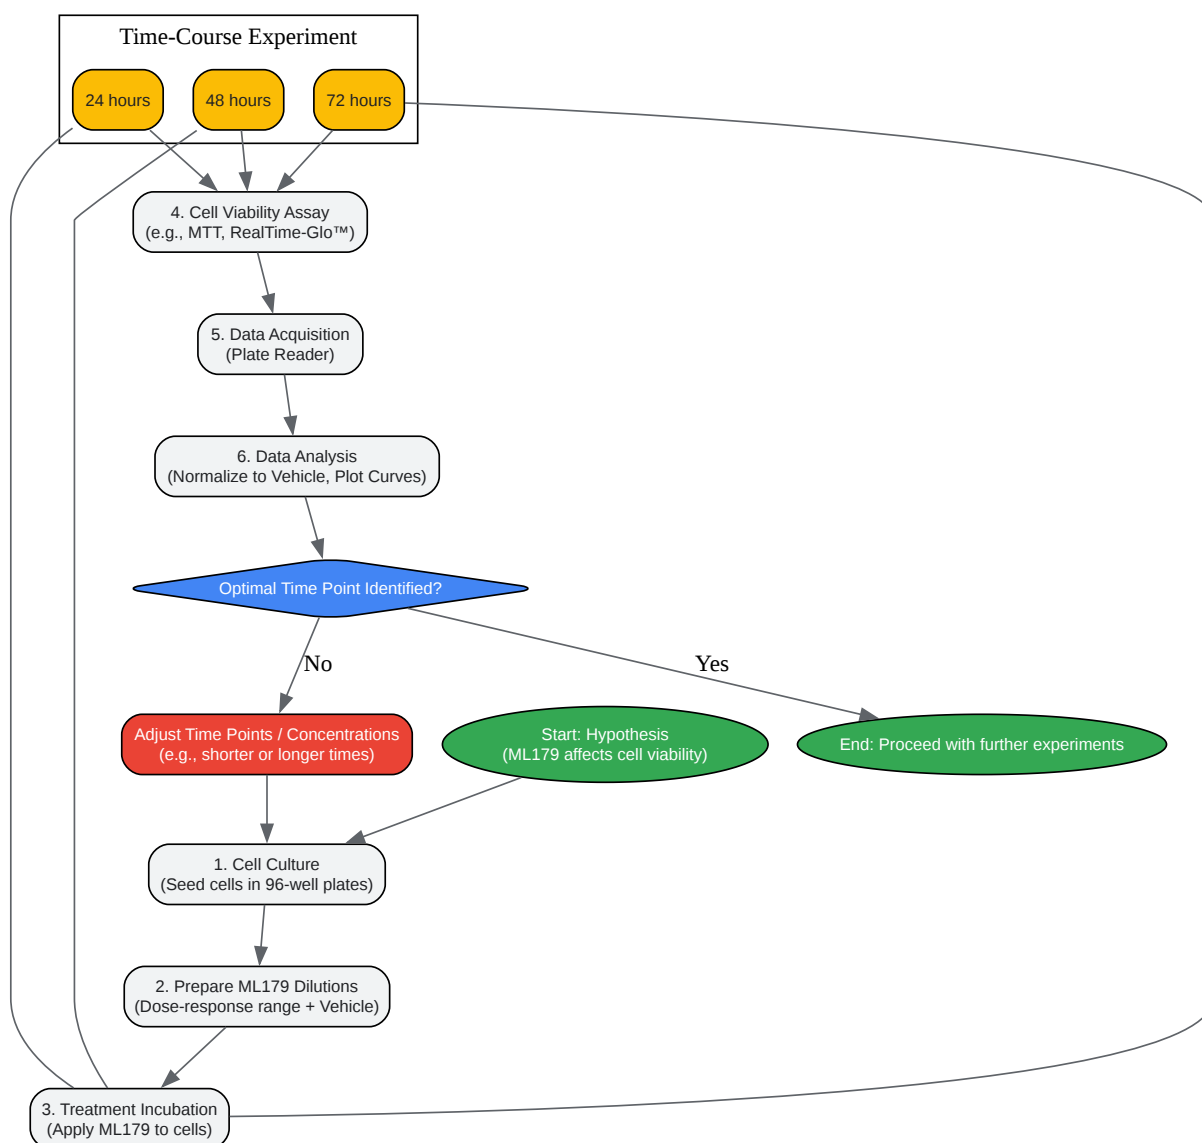 Time-Course Experiment
24 hours
48 hours
72 hours
4. Cell Viability Assay
(e.g., MTT, RealTime-Glo™)
5. Data Acquisition
(Plate Reader)
6. Data Analysis
(Normalize to Vehicle, Plot Curves)
Optimal Time Point Identified?
No
Yes
Adjust Time Points / Concentrations
(e.g., shorter or longer times)
Start: Hypothesis
(ML179 affects cell viability)
End: Proceed with further experiments
1. Cell Culture
(Seed cells in 96-well plates)
2. Prepare ML179 Dilutions
(Dose-response range + Vehicle)
3. Treatment Incubation
(Apply ML179 to cells)